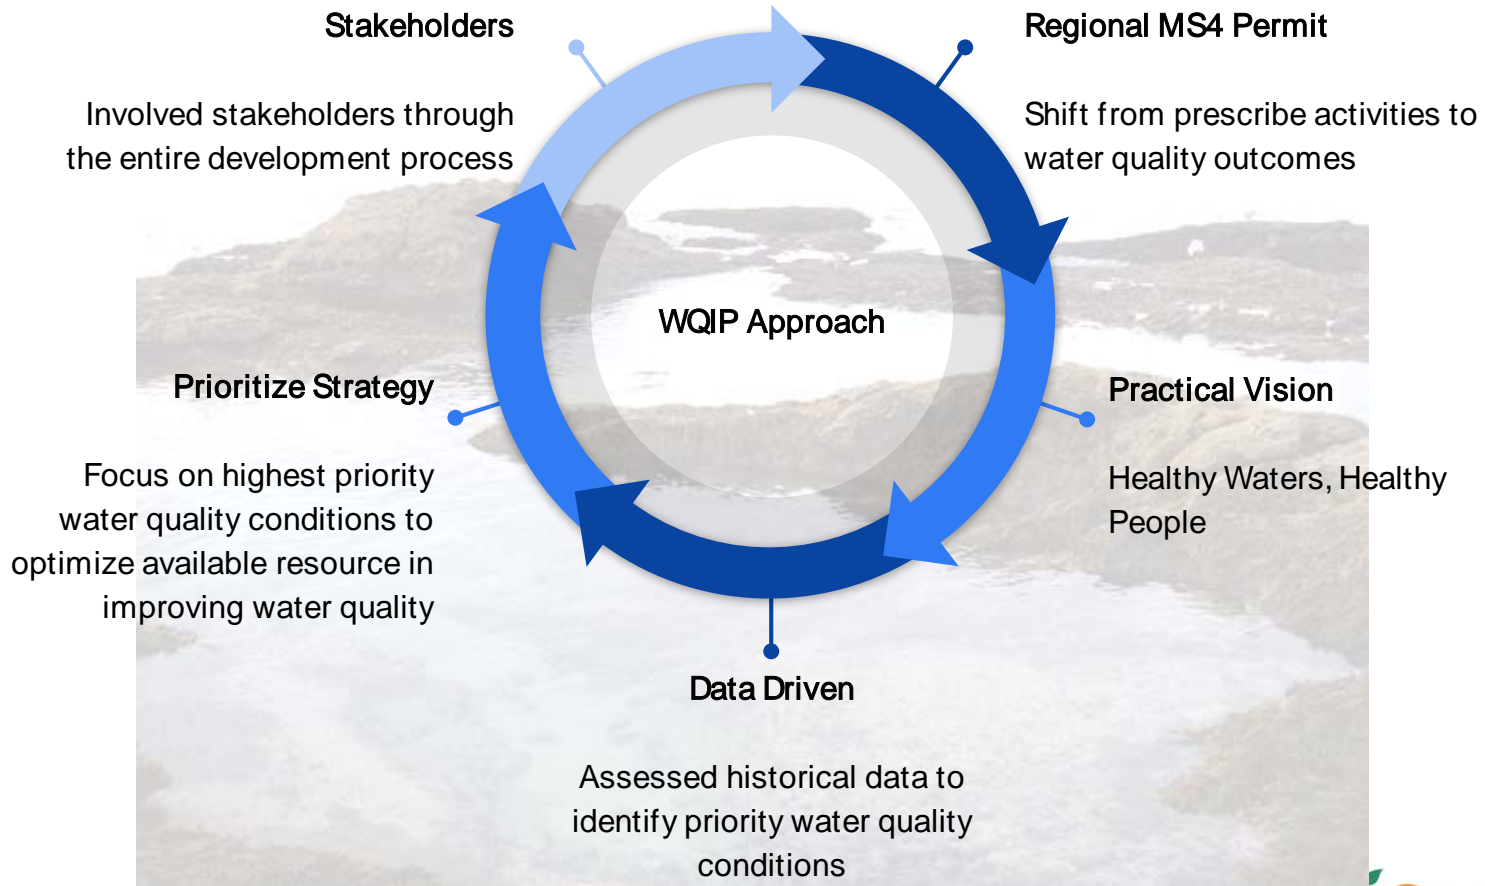 Stakeholders
Involved stakeholders through
the entire development process
Regional MS4 Permit
Shift from prescribe activities to
water quality outcomes
WQIP Approach
Prioritize Strategy
Focus on highest priority
water quality conditions to
optimize available resource in
improving water quality
Practical Vision
Healthy Waters, Healthy
People
Data Driven
Assessed historical data to
identify priority water quality
conditions